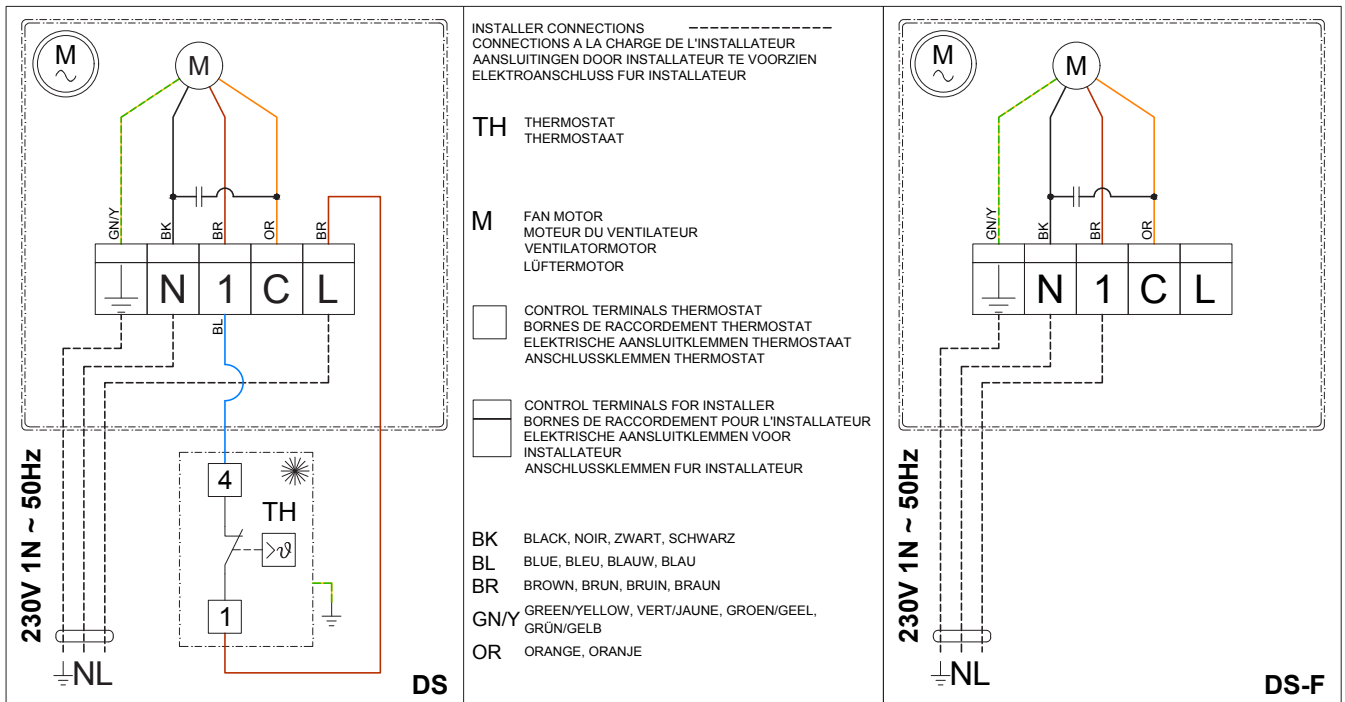 M
~
M
GN/Y
BK
BR
OR
BR
N 1 C L
BL
4
TH
>ϑ
1
230V 1N ~ 50Hz
NL
DS
INSTALLER CONNECTIONS
CONNECTIONS A LA CHARGE DE L'INSTALLATEUR
AANSLUITINGEN DOOR INSTALLATEUR TE VOORZIEN
ELEKTROANSCHLUSS FUR INSTALLATEUR
TH THERMOSTAT
THERMOSTAAT
M FAN MOTOR
MOTEUR DU VENTILATEUR
VENTILATORMOTOR
LÜFTERMOTOR
CONTROL TERMINALS THERMOSTAT
BORNES DE RACCORDEMENT THERMOSTAT
ELEKTRISCHE AANSLUITKLEMMEN THERMOSTAAT
ANSCHLUSSKLEMMEN THERMOSTAT
CONTROL TERMINALS FOR INSTALLER
BORNES DE RACCORDEMENT POUR L'INSTALLATEUR
ELEKTRISCHE AANSLUITKLEMMEN VOOR
INSTALLATEUR
ANSCHLUSSKLEMMEN FUR INSTALLATEUR
BK BLACK, NOIR, ZWART, SCHWARZ
BL BLUE, BLEU, BLAUW, BLAU
BR BROWN, BRUN, BRUIN, BRAUN
GN/Y GREEN/YELLOW, VERT/JAUNE, GROEN/GEEL,
GRÜN/GELB
OR ORANGE, ORANJE
M
~
M
GN/Y
BK
BR
OR
N 1 C L
230V 1N ~ 50Hz
NL
DS-F